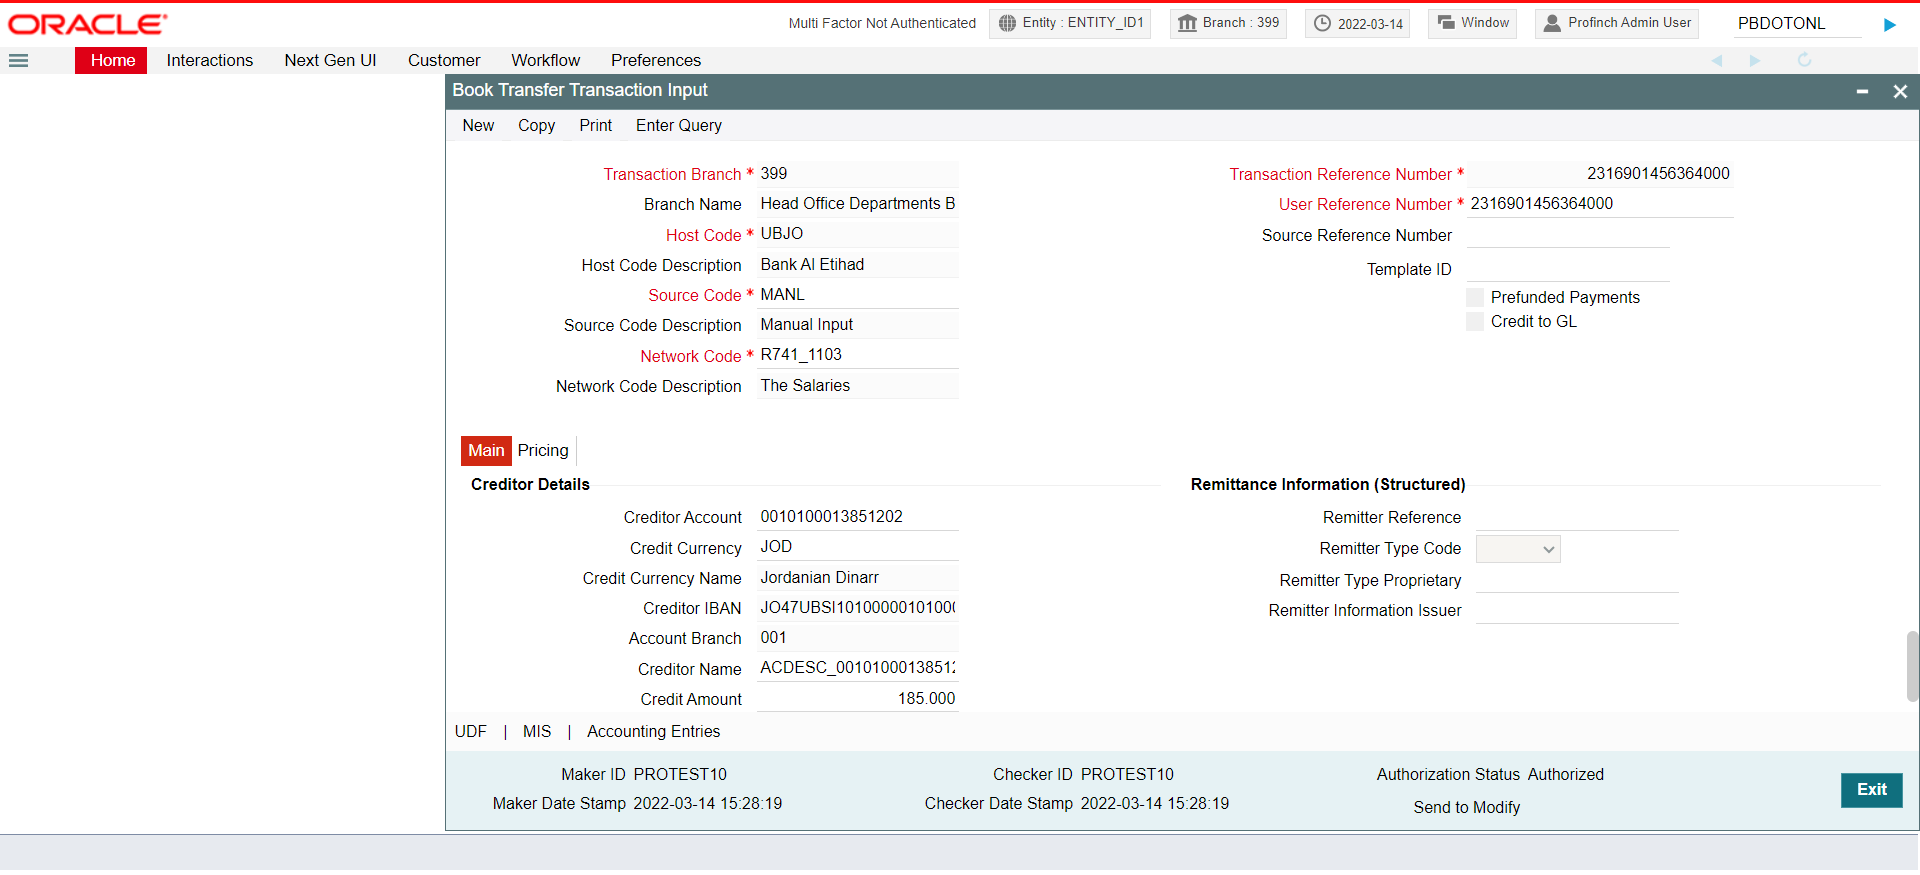 ORACLE
Multi Factor Not Authenticated
Entity : ENTITY_ID1
Branch : 399
2022-03-14
Window
Profinch Admin User
PBDOTONL
Home
Interactions
Next Gen UI
Customer
Workflow
Preferences
Book Transfer Transaction Input
New
Copy
Print
Enter Query
Transaction Branch * 399
Branch Name Head Office Departments B
Host Code * UBJO
Host Code Description Bank Al Etihad
Source Code * MANL
Source Code Description Manual Input
Network Code * R741_1103
Network Code Description The Salaries
Transaction Reference Number * 2316901456364000
User Reference Number * 2316901456364000
Source Reference Number
Template ID
Prefunded Payments
Credit to GL
Main
Pricing
Creditor Details
Creditor Account 0010100013851202
Credit Currency JOD
Credit Currency Name Jordanian Dinarr
Creditor IBAN JO47UBSI1010000010100
Account Branch 001
Creditor Name ACDESC_0010100013851
Credit Amount 185.000
Remittance Information (Structured)
Remitter Reference
Remitter Type Code
Remitter Type Proprietary
Remitter Information Issuer
UDF | MIS | Accounting Entries
Maker ID PROTEST10
Maker Date Stamp 2022-03-14 15:28:19
Checker ID PROTEST10
Checker Date Stamp 2022-03-14 15:28:19
Authorization Status Authorized
Send to Modify
Exit